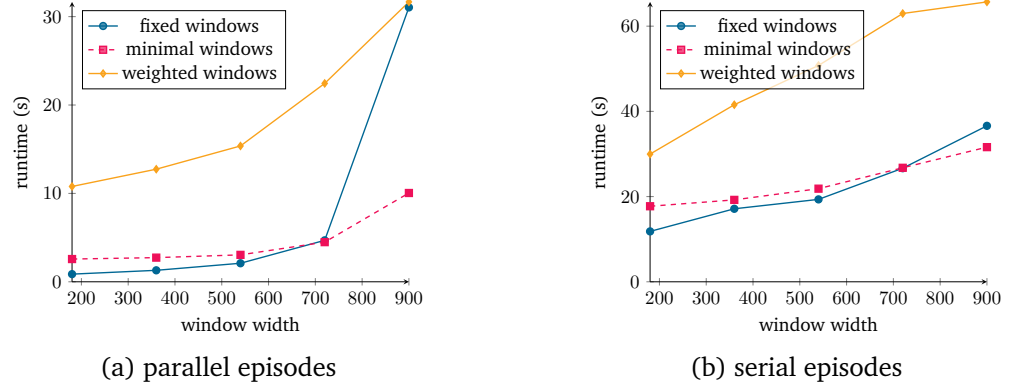 30
20
10
0
200 300 400 500 600 700 800 900
runtime (s)
window width
fixed windows
minimal windows
weighted windows
(a) parallel episodes
60
40
20
0
200 300 400 500 600 700 800 900
runtime (s)
window width
fixed windows
minimal windows
weighted windows
(b) serial episodes